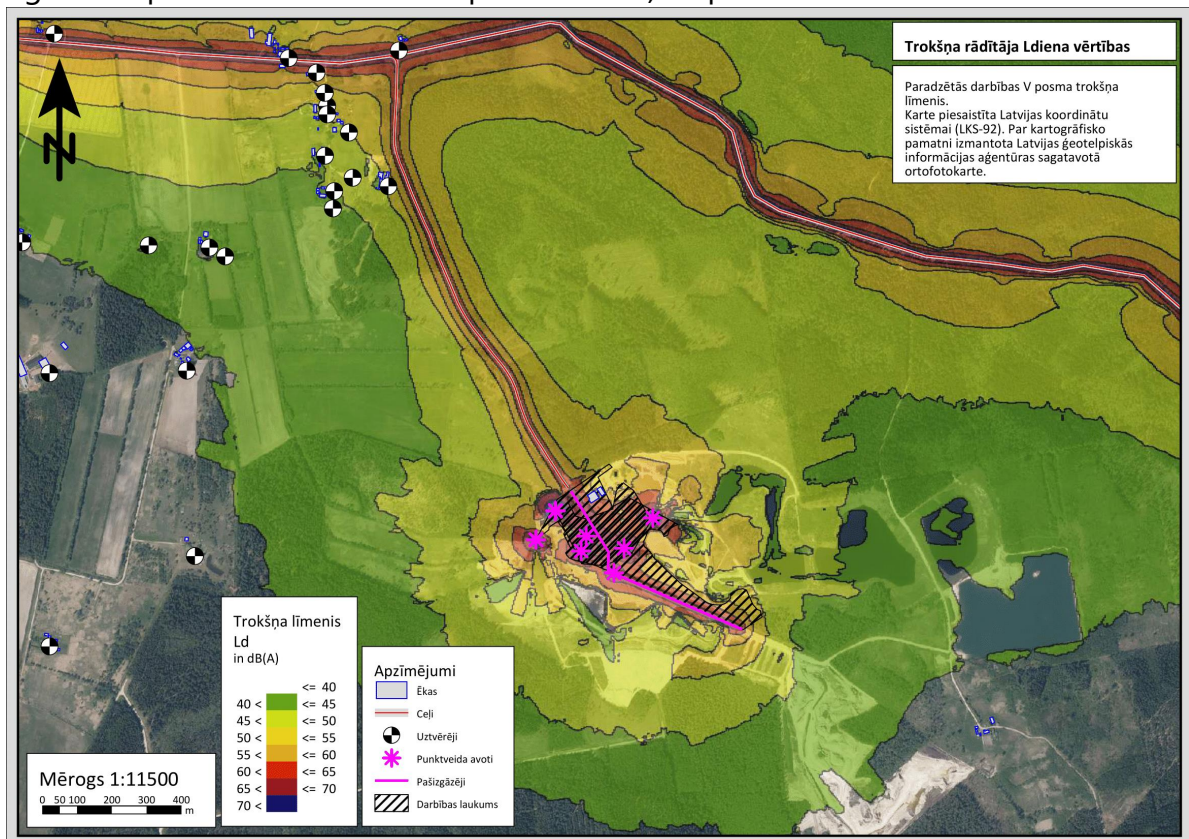 Trokšņa rādītāja Ldiena vērtības
Paradzētās darbības V posma trokšņa
līmenis.
Karte piesaistīta Latvijas koordinātu
sistēmai (LKS-92). Par kartogrāfisko
pamatni izmantota Latvijas ģeotelpiskās
informācijas aģentūras sagatavotā
ortofotokarte.
N
Trokšņa līmenis
Ld
in dB(A)
<= 40
40 < <= 45
45 < <= 50
50 < <= 55
55 < <= 60
60 < <= 65
65 < <= 70
70 <
Apzīmējumi
Ēkas
Ceļi
Uztvērēji
Punktveida avoti
Pašizgāzēji
Darbības laukums
Mērogs 1:11500
0 50 100 200 300 400
m